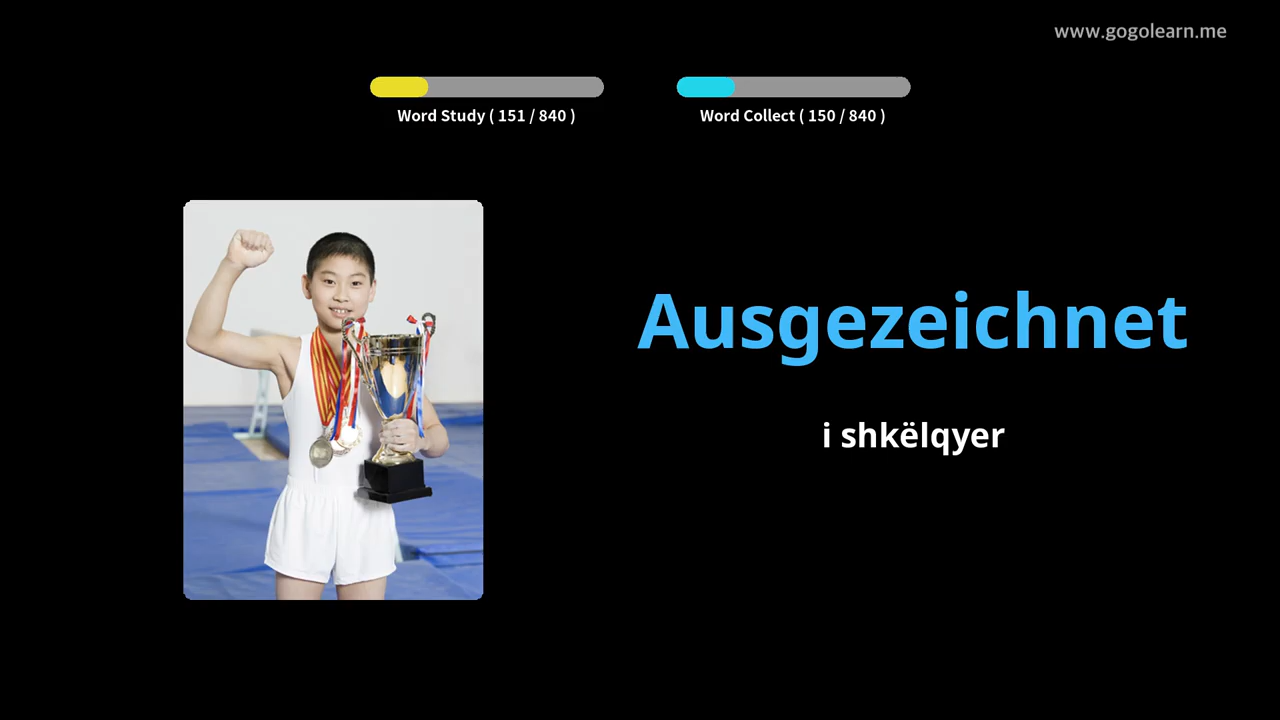 www.gogolearn.me
Word Study ( 151 / 840 )
Word Collect ( 150 / 840 )
Ausgezeichnet
i shkëlqyer